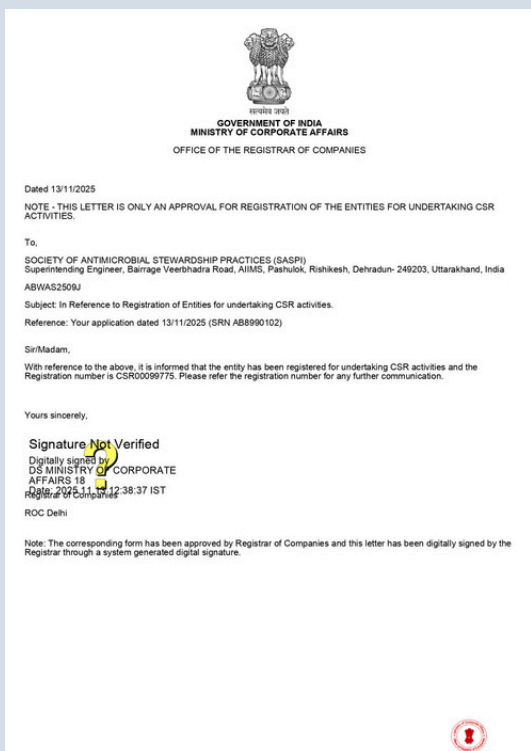 सत्यमेव जयते
GOVERNMENT OF INDIA
MINISTRY OF CORPORATE AFFAIRS
OFFICE OF THE REGISTRAR OF COMPANIES
Dated 13/11/2025
NOTE - THIS LETTER IS ONLY AN APPROVAL FOR REGISTRATION OF THE ENTITIES FOR UNDERTAKING CSR
ACTIVITIES.
To,
SOCIETY OF ANTIMICROBIAL STEWARDSHIP PRACTICES (SASPI)
Superintending Engineer, Bairrage Veerbhadra Road, AIIMS, Pashulok, Rishikesh, Dehradun- 249203, Uttarakhand, India
ABWAS2509J
Subject: In Reference to Registration of Entities for undertaking CSR activities.
Reference: Your application dated 13/11/2025 (SRN AB8990102)
Sir/Madam,
With reference to the above, it is informed that the entity has been registered for undertaking CSR activities and the
Registration number is CSR00099775. Please refer the registration number for any further communication.
Yours sincerely,
Signature Not Verified
Digitally signed by
DS MINISTRY OF CORPORATE
AFFAIRS 18
Date: 2025.11.13 12:38:37 IST
Registrar of Companies
ROC Delhi
Note: The corresponding form has been approved by Registrar of Companies and this letter has been digitally signed by the
Registrar through a system generated digital signature.